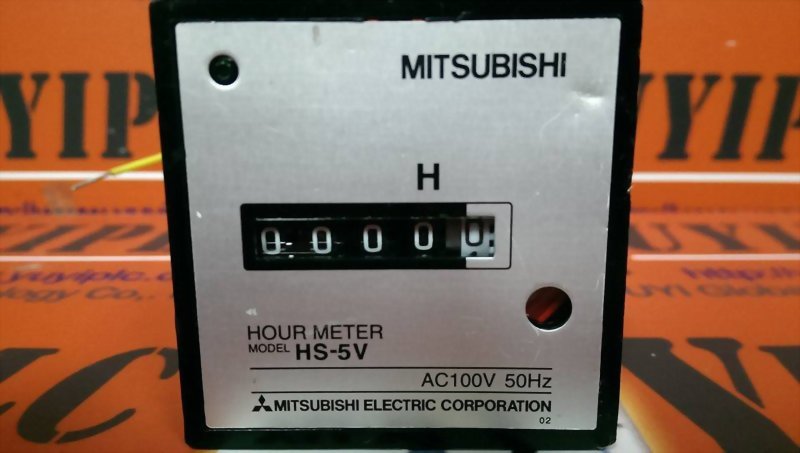 MITSUBISHI
H
0 0 0 0 0
HOUR METER
MODEL HS-5V
AC100V 50Hz
MITSUBISHI ELECTRIC CORPORATION
02